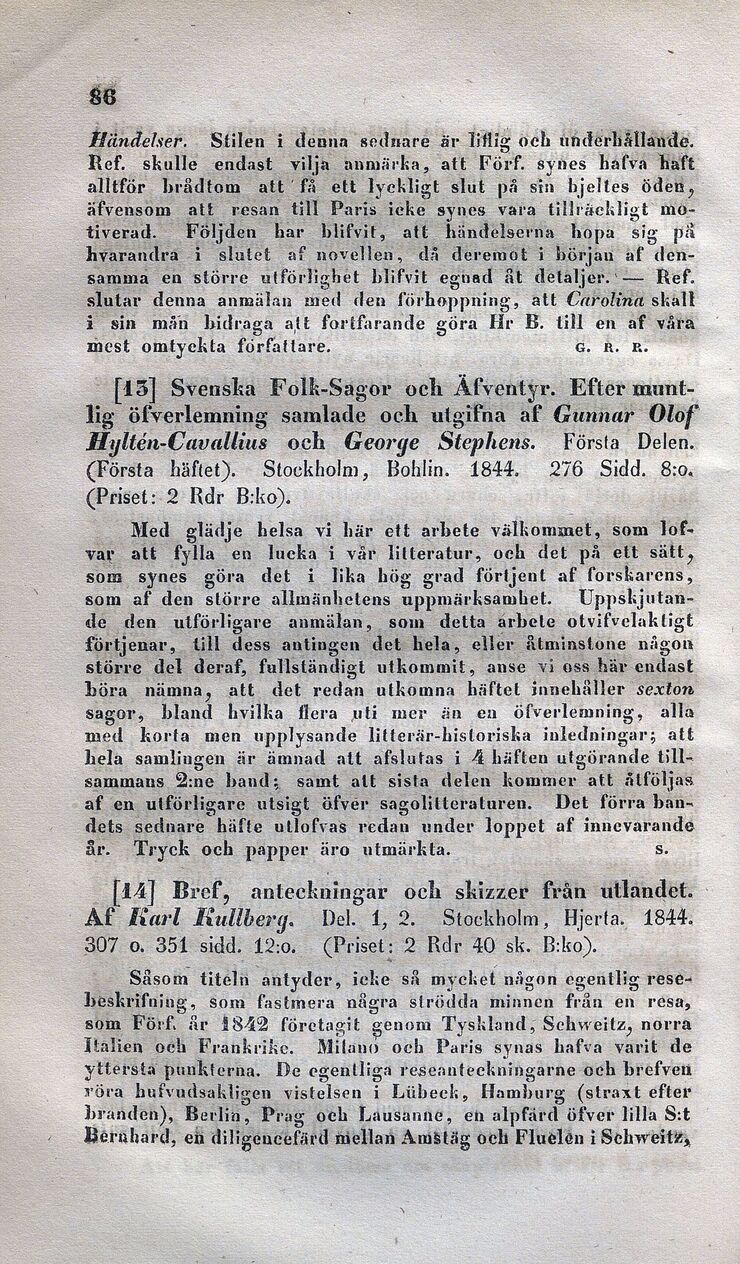 86
Händelser. Stilen i denna sednare är liflig och underhållande.
Ref. skulle endast vilja anmärka, att Förf. synes hafva haft
alltför brådtom att få ett lyckligt slut på sin hjeltes öden,
äfvensom att resan till Paris icke synes vara tillräckligt mo-
tiverad. Följden har blifvit, att händelserna hopa sig på
hvarandra i slutet af novellen, då deremot i början af den-
samma en större utförlighet blifvit egnad åt detaljer. — Ref.
slutar denna anmälan med den förhoppning, att Carolina skall
i sin mån bidraga att fortfarande göra Hr B. till en af våra
mest omtyckta författare. G. R. R.
[13] Svenska Folk-Sagor och Äfventyr. Efter munt-
lig öfverlemning samlade och utgifna af Gunnar Olof
Hyltén-Cavallius och George Stephens. Första Delen.
(Första häftet). Stockholm, Bohlin. 1844. 276 Sidd. 8:o.
(Priset: 2 Rdr B:ko).
Med glädje helsa vi här ett arbete välkommet, som lof-
var att fylla en lucka i vår litteratur, och det på ett sätt,
som synes göra det i lika hög grad förtjent af forskarens,
som af den större allmänhetens uppmärksamhet. Uppskjutan-
de den utförligare anmälan, som detta arbete otvifvelaktigt
förtjenar, till dess antingen det hela, eller åtminstone någon
större del deraf, fullständigt utkommit, anse vi oss här endast
böra nämna, att det redan utkomna häftet innehåller sexton
sagor, bland hvilka flera uti mer än en öfverlemning, alla
med korta men upplysande litterär-historiska inledningar; att
hela samlingen är ämnad att afslutas i 4 häften utgörande till-
sammans 2:ne band; samt att sista delen kommer att åtföljas
af en utförligare utsigt öfver sagolitteraturen. Det förra ban-
dets sednare häfte utlofvas redan under loppet af innevarande
år. Tryck och papper äro utmärkta. S.
[14] Bref, anteckningar och skizzer från utlandet.
Af Karl Kullberg. Del. 1, 2. Stockholm, Hjerta. 1844.
307 o. 351 sidd. 12:o. (Priset: 2 Rdr 40 sk. B:ko).
Såsom titeln antyder, icke så mycket någon egentlig rese-
beskrifning, som fastmera några strödda minnen från en resa,
som Förf. år 1842 företagit genom Tyskland, Schweitz, norra
Italien och Frankrike. Milano och Paris synas hafva varit de
yttersta punkterna. De egentliga reseanteckningarne och brefven
röra hufvudsakligen vistelsen i Lübeck, Hamburg (straxt efter
branden), Berlin, Prag och Lausanne, en alpfärd öfver lilla S:t
Bernhard, en diligencefärd mellan Amstäg och Fluelen i Schweitz,